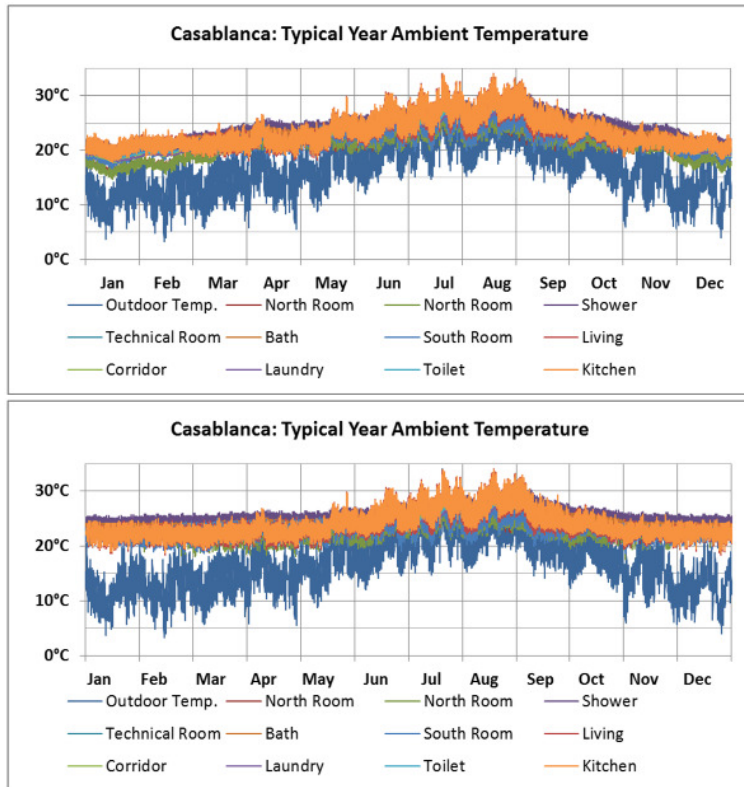 Casablanca: Typical Year Ambient Temperature
30°C
20°C
10°C
0°C
Jan Feb Mar Apr May Jun Jul Aug Sep Oct Nov Dec
Outdoor Temp. North Room North Room Shower
Technical Room Bath South Room Living
Corridor Laundry Toilet Kitchen
Casablanca: Typical Year Ambient Temperature
30°C
20°C
10°C
0°C
Jan Feb Mar Apr May Jun Jul Aug Sep Oct Nov Dec
Outdoor Temp. North Room North Room Shower
Technical Room Bath South Room Living
Corridor Laundry Toilet Kitchen